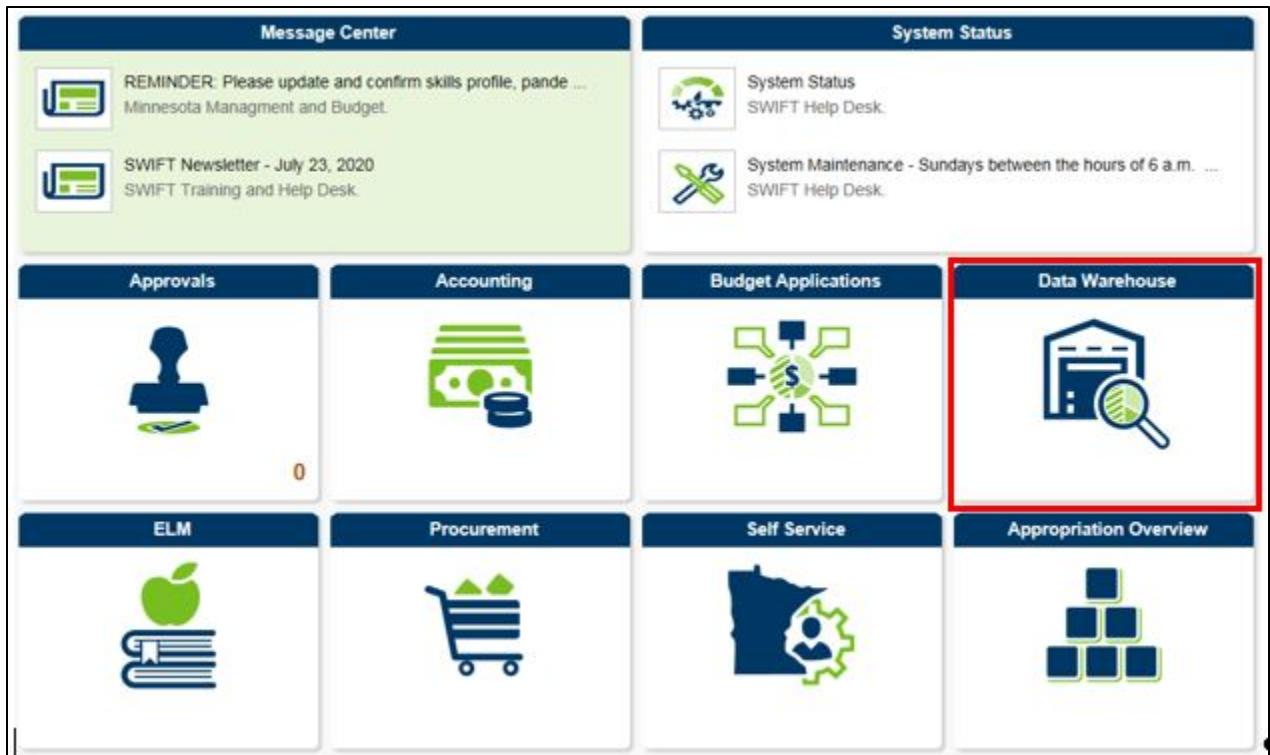 Message Center
System Status
REMINDER: Please update and confirm skills profile, pande ...
Minnesota Managment and Budget.
SWIFT Newsletter - July 23, 2020
SWIFT Training and Help Desk.
System Status
SWIFT Help Desk.
System Maintenance - Sundays between the hours of 6 a.m. ...
SWIFT Help Desk.
Approvals
Accounting
Budget Applications
Data Warehouse
$
0
ELM
Procurement
Self Service
Appropriation Overview